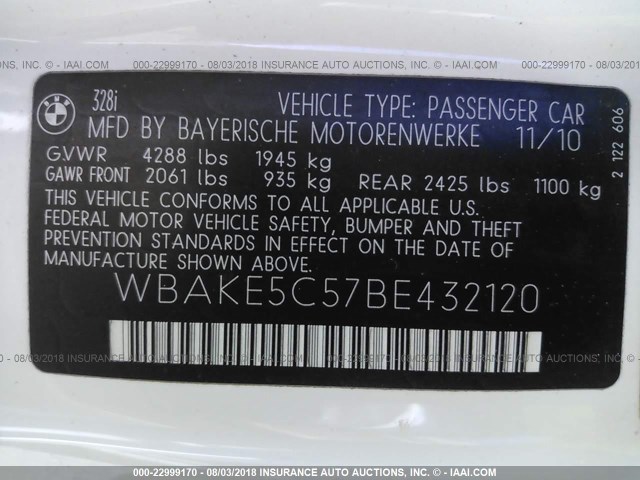 © - IAAI.COM 000-22999170 - 08/03/2018 INSURANCE AUTO AUCTIONS, INC. © - IAAI.COM 000-22999170 - 08/03/2018
BMW
328i VEHICLE TYPE: PASSENGER CAR
MFD BY BAYERISCHE MOTORENWERKE 11/10
G.VWR 4288 lbs 1945 kg
GAWR FRONT 2061 lbs 935 kg REAR 2425 lbs 1100 kg
THIS VEHICLE CONFORMS TO ALL APPLICABLE U.S.
FEDERAL MOTOR VEHICLE SAFETY, BUMPER AND THEFT
PREVENTION STANDARDS IN EFFECT ON THE DATE OF
MANUFACTURE SHOWN ABOVE.
WBAKE5C57BE432120
2 122 606
000-22999170 - 08/03/2018 INSURANCE AUTO AUCTIONS, INC. © - IAAI.COM